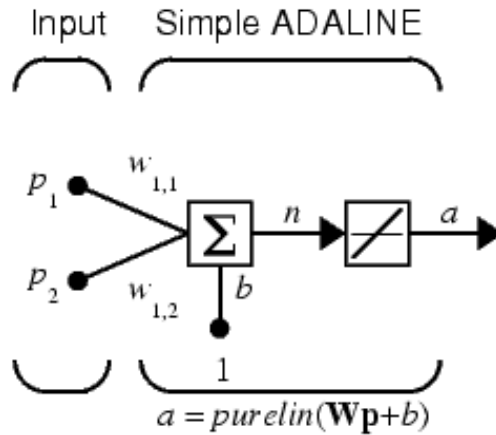 Input Simple ADALINE
p1 w1,1 n a
Σ
p2 w1,2 b
1
a = purelin(Wp+b)